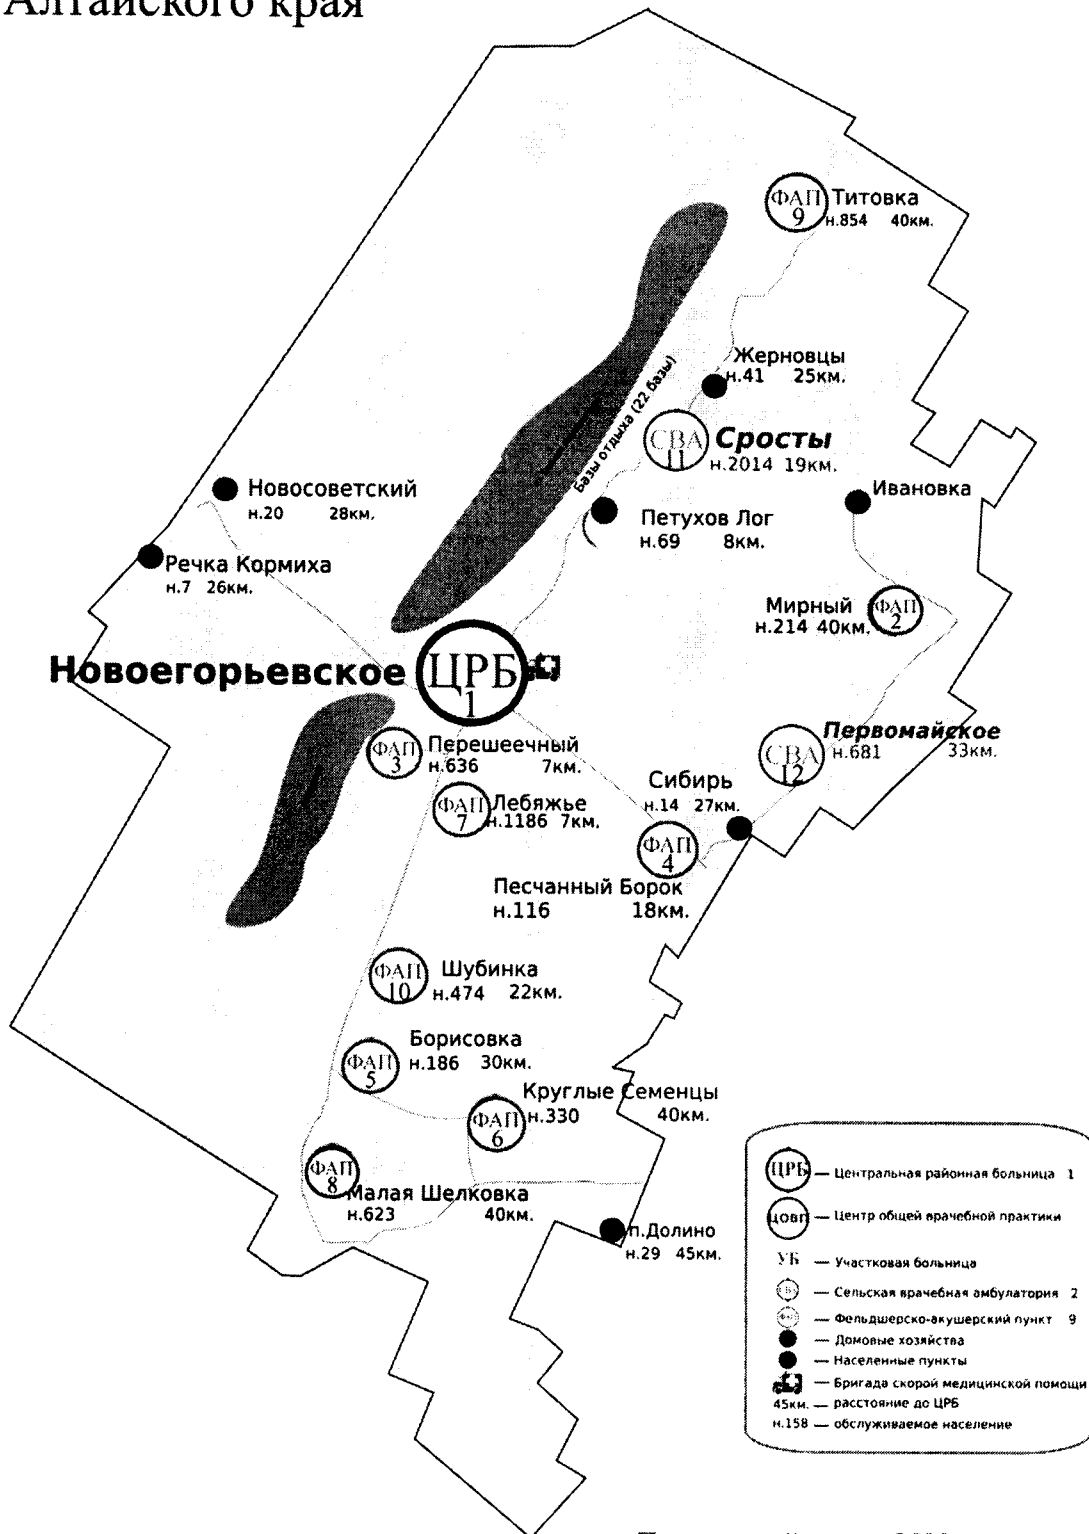 Алтайского края
ФАП
9
Титовка
н.854 40км.
Жерновцы
н.41 25км.
Базы отдыха (22 базы)
СВА
11
Сросты
н.2014 19км.
Новосоветский
н.20 28км.
Ивановка
Петухов Лог
н.69 8км.
Речка Кормиха
н.7 26км.
Мирный
н.214 40км.
ФАП
2
Новоегорьевское
ЦРБ
1
Первомайское
н.681 33км.
СВА
12
ФАП
3
Перешеечный
н.636 7км.
Сибирь
н.14 27км.
ФАП
7
Лебяжье
н.1186 7км.
ФАП
4
Песчанный Борок
н.116 18км.
ФАП
10
Шубинка
н.474 22км.
Борисовка
н.186 30км.
ФАП
5
Круглые Семенцы
н.330 40км.
ФАП
6
ФАП
8
Малая Шелковка
н.623 40км.
п.Долино
н.29 45км.
ЦРБ — Центральная районная больница 1
ЦОВП — Центр общей врачебной практики
УБ — Участковая больница
— Сельская врачебная амбулатория 2
— Фельдшерско-акушерский пункт 9
— Домовые хозяйства
— Населенные пункты
— Бригада скорой медицинской помощи
45км. — расстояние до ЦРБ
н.158 — обслуживаемое население